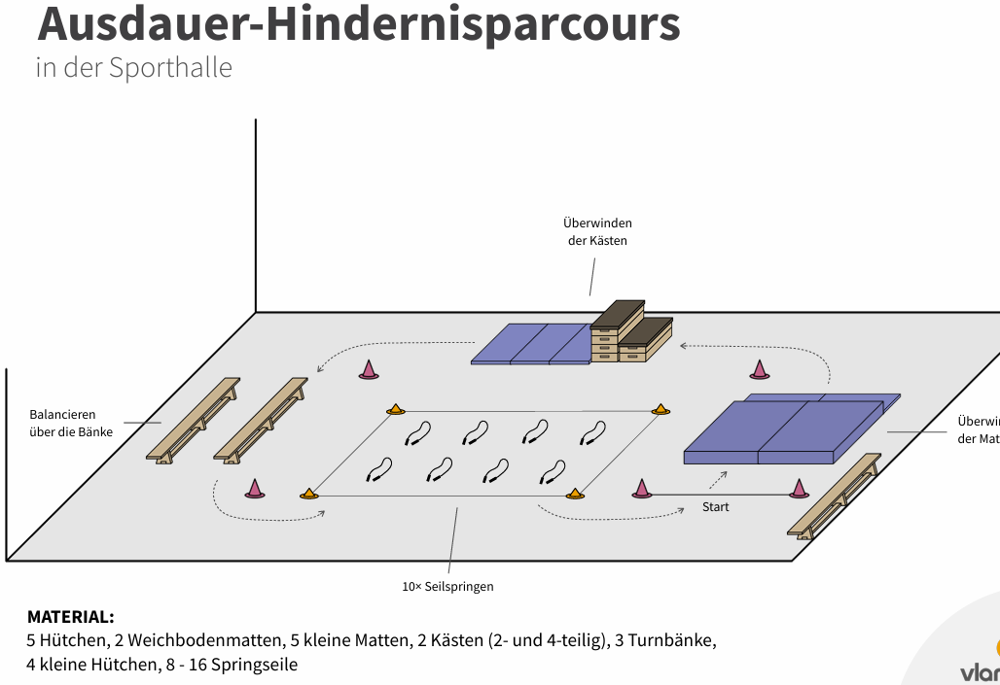 Ausdauer-Hindernisparcours
in der Sporthalle
Überwinden
der Kästen
Balancieren
über die Bänke
Start
10× Seilspringen
MATERIAL:
5 Hütchen, 2 Weichbodenmatten, 5 kleine Matten, 2 Kästen (2- und 4-teilig), 3 Turnbänke,
4 kleine Hütchen, 8 - 16 Springseile